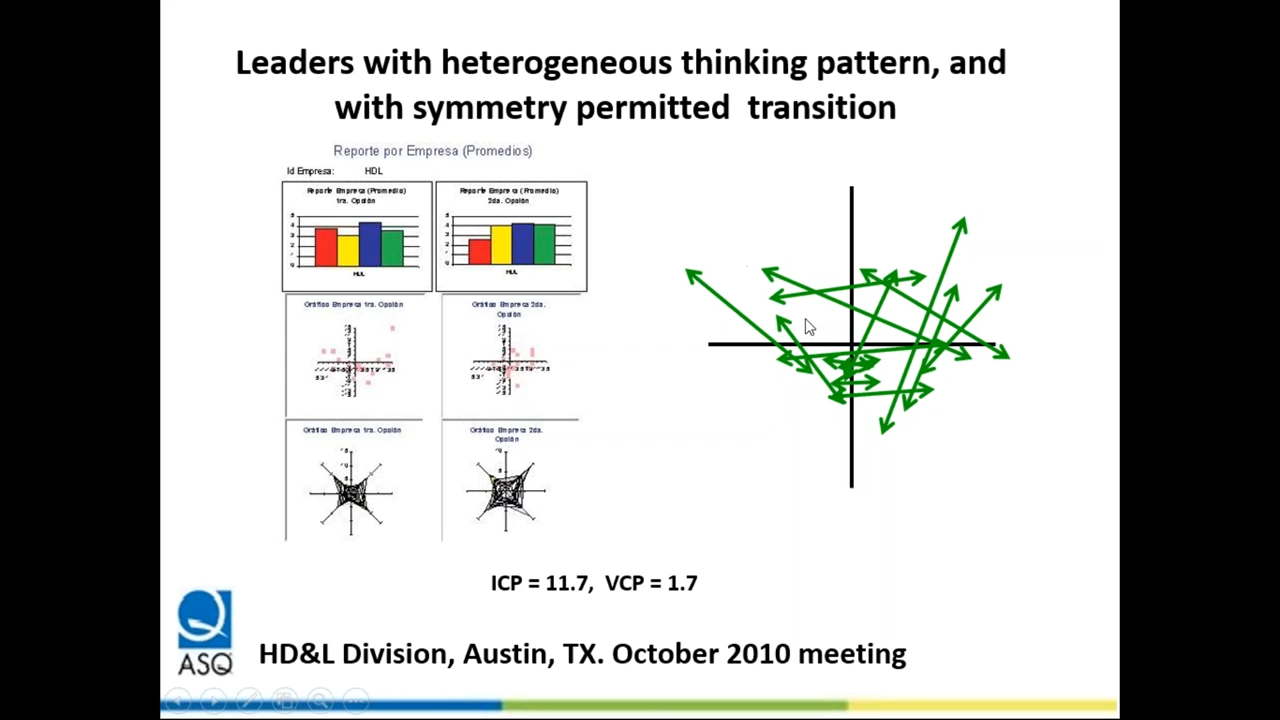 Leaders with heterogeneous thinking pattern, and
with symmetry permitted transition
Reporte por Empresa (Promedios)
Id Empresa: HDL
Reporte Empresa (Promedio)
1ra. Opción
HDL
Reporte Empresa (Promedio)
2da. Opción
HDL
Gráfico Empresa 1ra. Opción
Gráfico Empresa 2da.
Opción
Gráfico Empresa 1ra. Opción
Gráfico Empresa 2da.
Opción
ICP = 11.7, VCP = 1.7
ASQ
HD&L Division, Austin, TX. October 2010 meeting